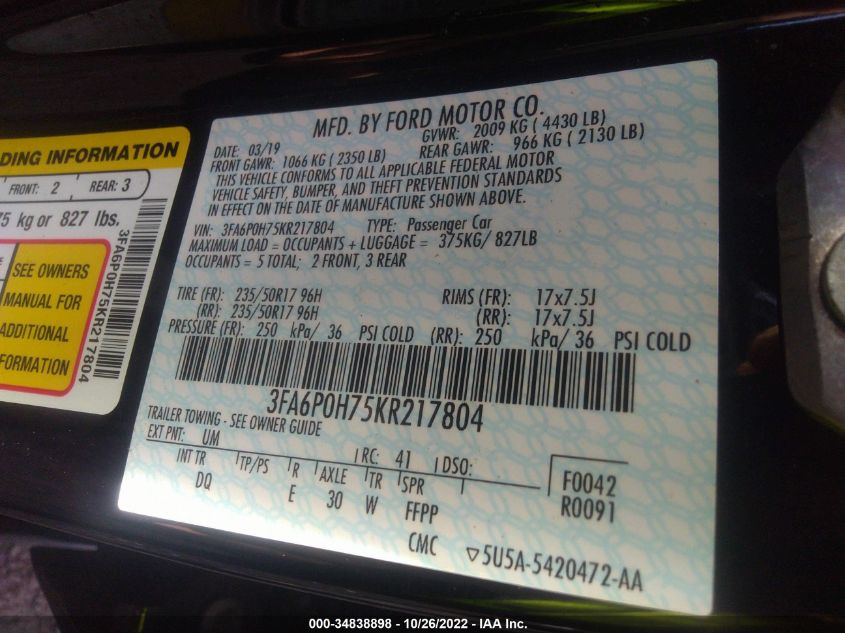 DING INFORMATION
FRONT: 2 REAR: 3
75 kg or 827 lbs.
SEE OWNERS
MANUAL FOR
ADDITIONAL
FORMATION
3FA6P0H75KR217804
MFD. BY FORD MOTOR CO.
DATE: 03/19 GVWR: 2009 KG ( 4430 LB)
FRONT GAWR: 1066 KG ( 2350 LB) REAR GAWR: 966 KG ( 2130 LB)
THIS VEHICLE CONFORMS TO ALL APPLICABLE FEDERAL MOTOR
VEHICLE SAFETY, BUMPER, AND THEFT PREVENTION STANDARDS
IN EFFECT ON THE DATE OF MANUFACTURE SHOWN ABOVE.
VIN: 3FA6P0H75KR217804 TYPE: Passenger Car
MAXIMUM LOAD = OCCUPANTS + LUGGAGE = 375KG/ 827LB
OCCUPANTS = 5 TOTAL; 2 FRONT, 3 REAR
TIRE (FR): 235/50R17 96H RIMS (FR): 17x7.5J
(RR): 235/50R17 96H (RR): 17x7.5J
PRESSURE (FR): 250 kPa/ 36 PSI COLD (RR): 250 kPa/ 36 PSI COLD
3FA6P0H75KR217804
TRAILER TOWING - SEE OWNER GUIDE
EXT PNT: UM RC: 41 DSO:
INT TR TP/PS R AXLE TR SPR F0042
DQ E 30 W FFPP R0091
CMC ▽5U5A-5420472-AA
000-34838898 - 10/26/2022 - IAA Inc.